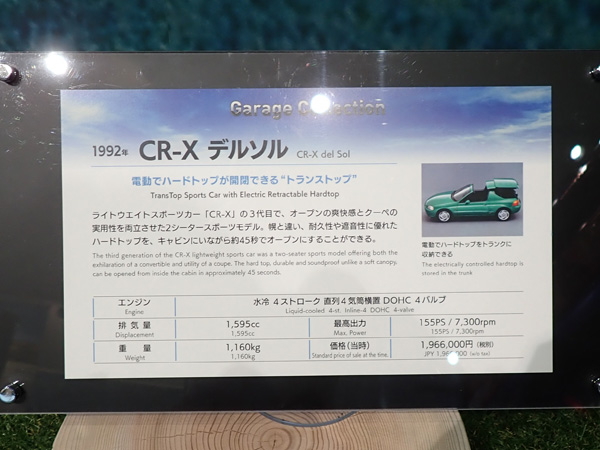 Garage Collection
1992年 CR-X デルソル CR-X del Sol
電動でハードトップが開閉できる“トランストップ”
TransTop Sports Car with Electric Retractable Hardtop
ライトウエイトスポーツカー「CR-X」の3代目で、オープンの爽快感とクーペの
実用性を両立させた2シータースポーツモデル。幌と違い、耐久性や遮音性に優れた
ハードトップを、キャビンにいながら約45秒でオープンにすることができる。
The third generation of the CR-X lightweight sports car was a two-seater sports model offering both the
exhilaration of a convertible and utility of a coupe. The hard top, durable and soundproof unlike a soft canopy,
can be opened from inside the cabin in approximately 45 seconds.
電動でハードトップをトランクに
収納できる
The electrically controlled hardtop is
stored in the trunk
エンジン 水冷 4ストローク 直列4気筒横置 DOHC 4バルブ
Engine Liquid-cooled 4-st. Inline-4 DOHC 4-valve
排気量 1,595cc 最高出力 155PS / 7,300rpm
Displacement 1,595cc Max. Power 155PS / 7,300rpm
重量 1,160kg 価格(当時) 1,966,000円 (税別)
Weight 1,160kg Standard price of sale at the time. JPY 1,966,000 (w/o tax)